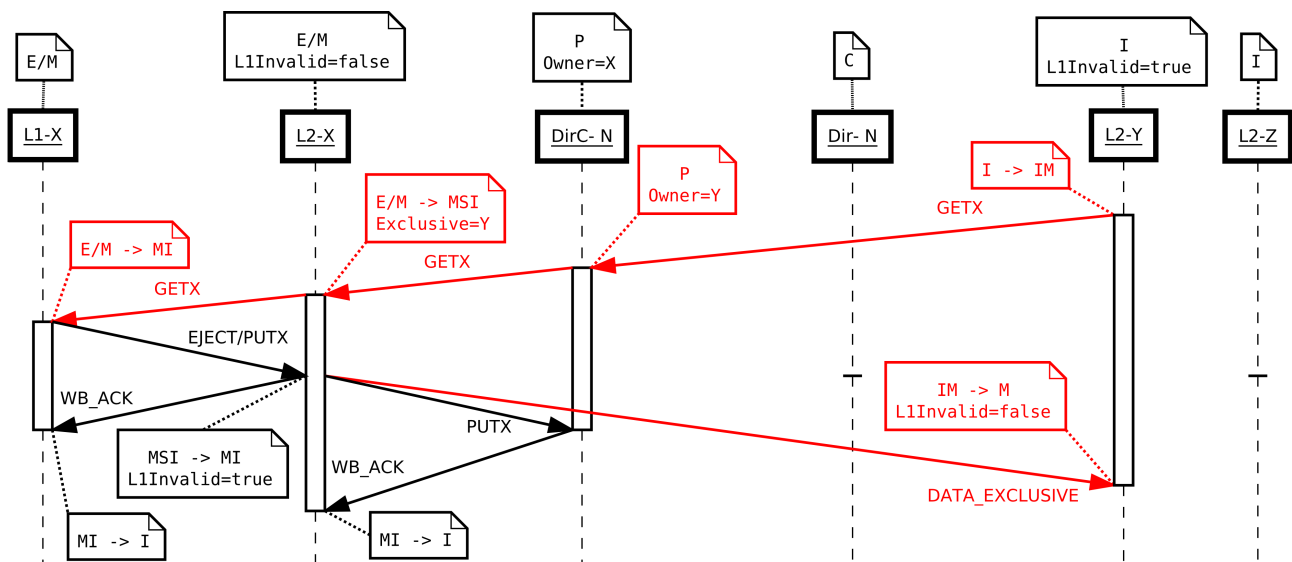 E/M
E/M
L1Invalid=false
P
Owner=X
C
I
L1Invalid=true
I
L1-X
L2-X
DirC- N
Dir- N
L2-Y
L2-Z
P
Owner=Y
I -> IM
E/M -> MSI
Exclusive=Y
GETX
E/M -> MI
GETX
GETX
EJECT/PUTX
WB_ACK
IM -> M
L1Invalid=false
PUTX
MSI -> MI
L1Invalid=true
WB_ACK
DATA_EXCLUSIVE
MI -> I
MI -> I